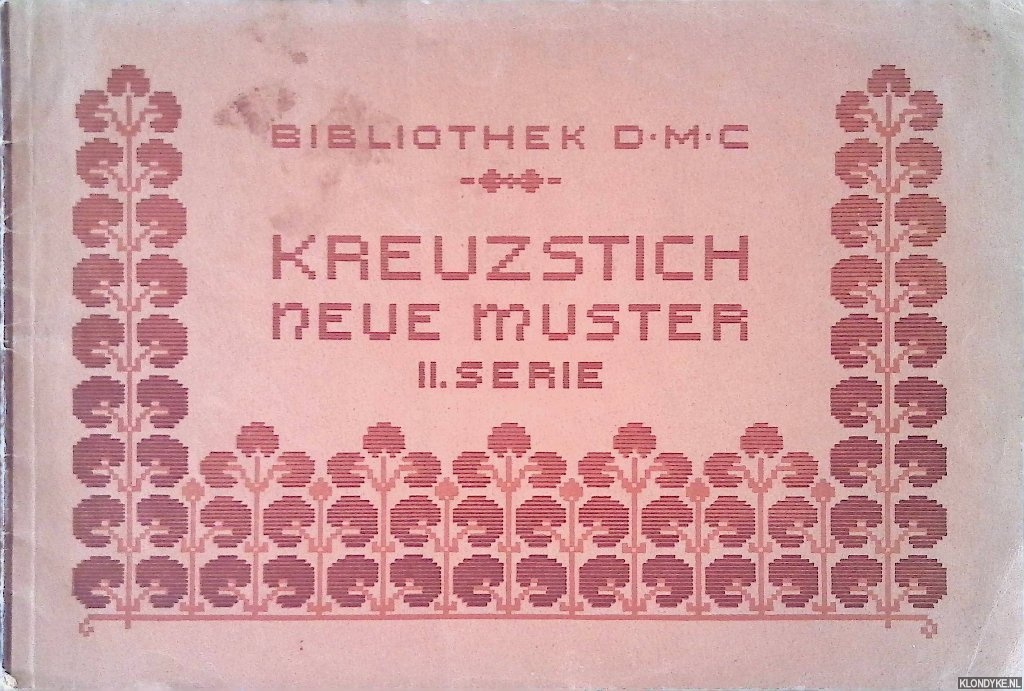 BIBLIOTHEK D·M·C
KREUZSTICH
NEUE MUSTER
II. SERIE
KLONDYKE.NL